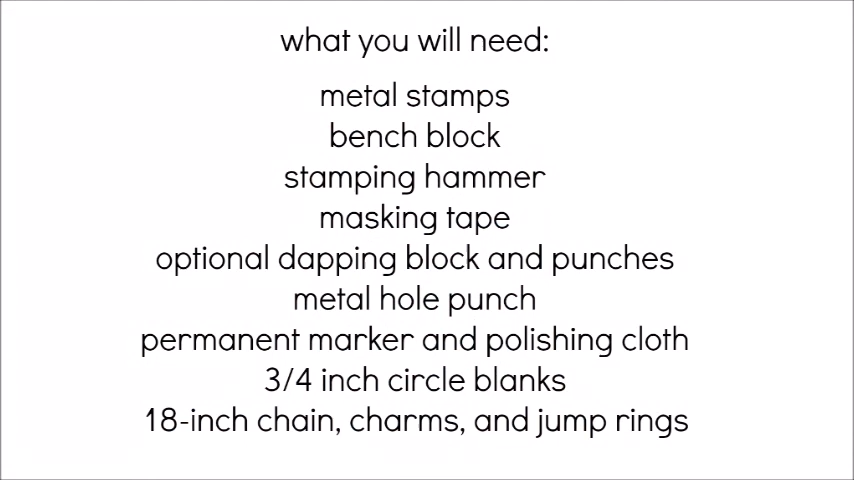 what you will need:
metal stamps
bench block
stamping hammer
masking tape
optional dapping block and punches
metal hole punch
permanent marker and polishing cloth
3/4 inch circle blanks
18-inch chain, charms, and jump rings